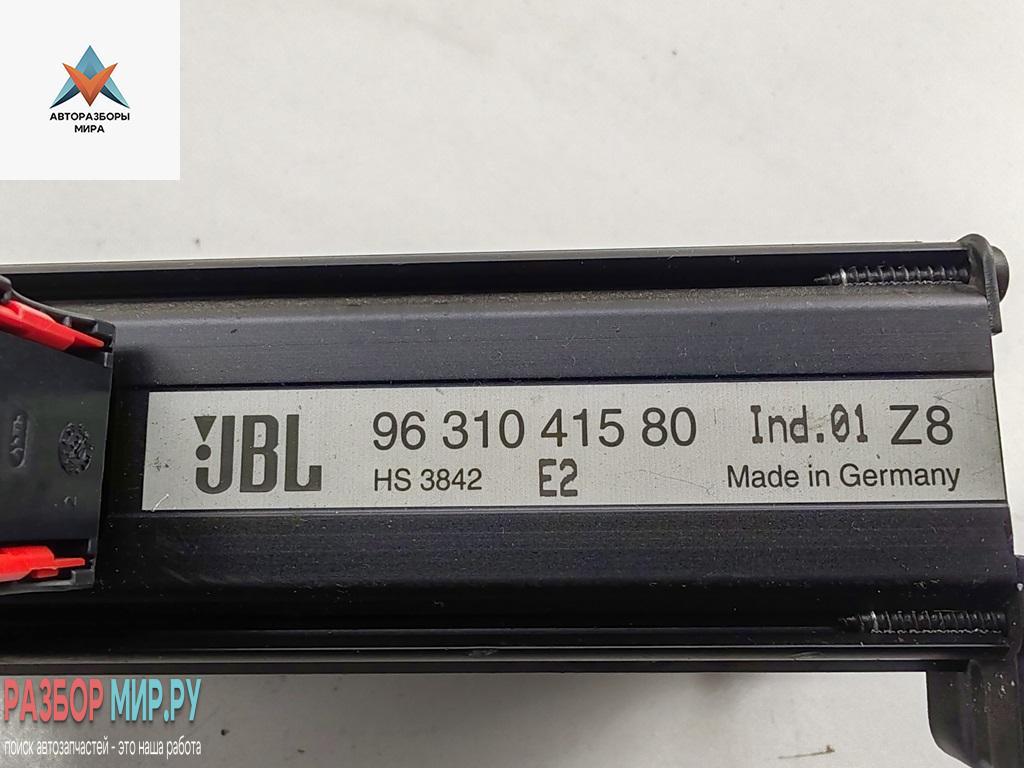 АВТОРАЗБОРЫ
МИРА
JBL 96 310 415 80 Ind.01 Z8
HS 3842 E2 Made in Germany
2
РАЗБОР МИР.РУ
поиск автозапчастей - это наша работа